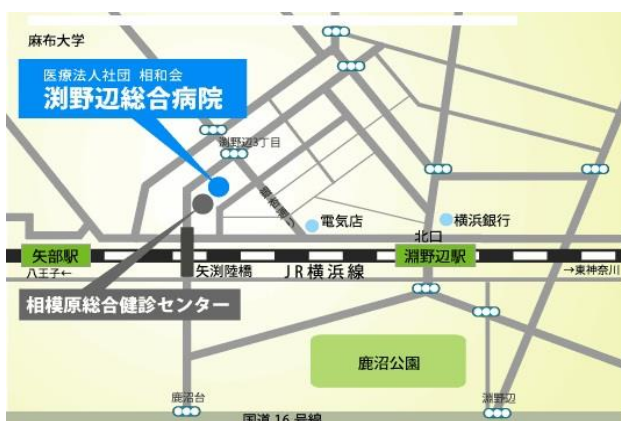 麻布大学
医療法人社団 相和会
渕野辺総合病院
渕野辺3丁目
電気店
横浜銀行
北口
矢部駅
淵野辺駅
八王子←
矢渕陸橋
JR横浜線
→東神奈川
相模原総合健診センター
鹿沼公園
鹿沼台
淵野辺
国道16号線